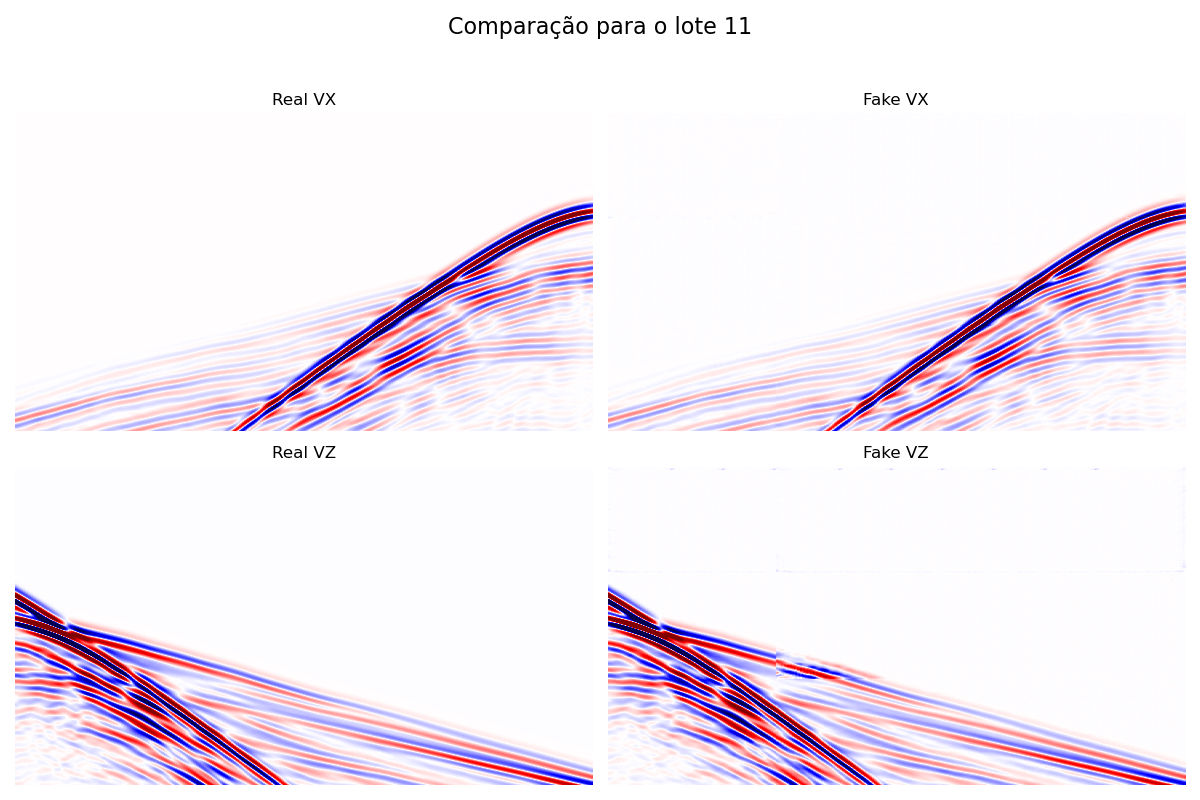 Comparação para o lote 11
Real VX
Fake VX
Real VZ
Fake VZ